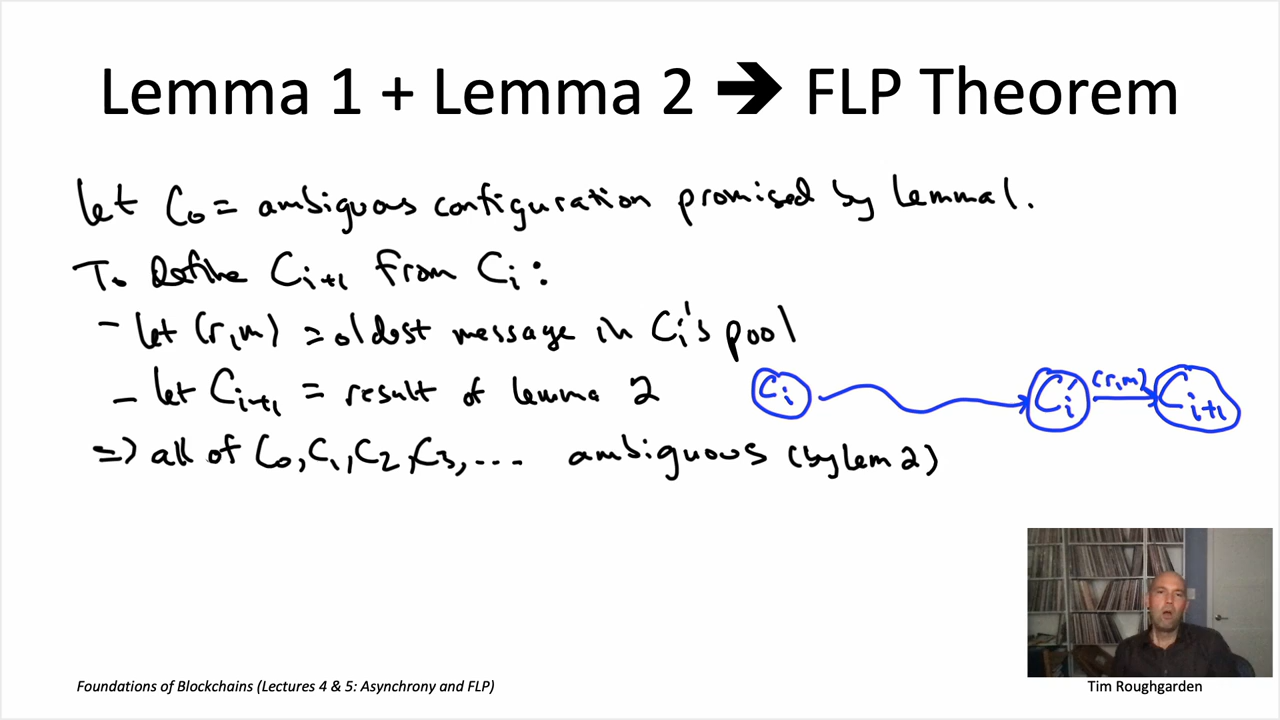 Lemma 1 + Lemma 2 ➔ FLP Theorem
let C₀ = ambiguous configuration promised by lemma 1.
To define Cᵢ₊₁ from Cᵢ :
- let (r,m) = oldest message in Cᵢ's pool
- let Cᵢ₊₁ = result of lemma 2
Cᵢ Cᵢ' (r,m) Cᵢ₊₁
=> all of C₀, C₁, C₂, C₃, ... ambiguous (by lem 2)
Foundations of Blockchains (Lectures 4 & 5: Asynchrony and FLP)
Tim Roughgarden